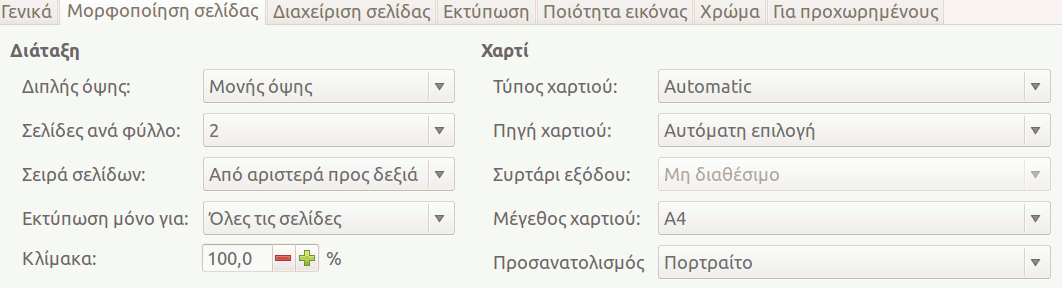 Γενικά Μορφοποίηση σελίδας Διαχείριση σελίδας Εκτύπωση Ποιότητα εικόνας Χρώμα Για προχωρημένους
Διάταξη
Διπλής όψης: Μονής όψης
Σελίδες ανά φύλλο: 2
Σειρά σελίδων: Από αριστερά προς δεξιά
Εκτύπωση μόνο για: Όλες τις σελίδες
Κλίμακα: 100,0 %
Χαρτί
Τύπος χαρτιού: Automatic
Πηγή χαρτιού: Αυτόματη επιλογή
Συρτάρι εξόδου: Μη διαθέσιμο
Μέγεθος χαρτιού: A4
Προσανατολισμός Πορτραίτο